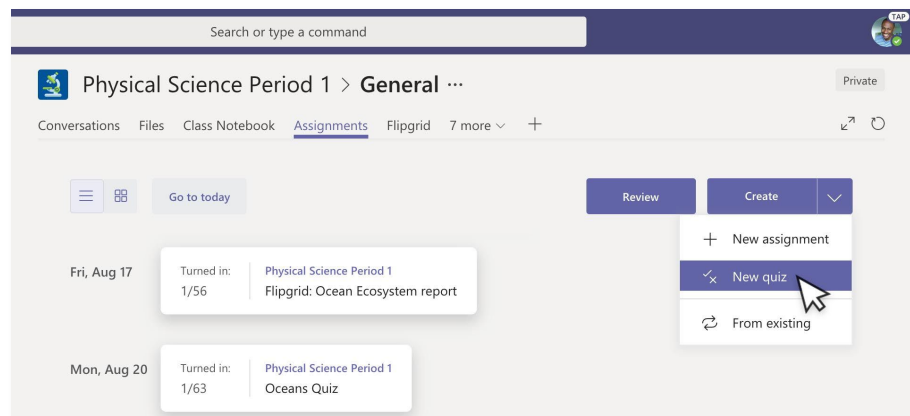 TAP
Search or type a command
Physical Science Period 1 > General ...
Private
Conversations Files Class Notebook Assignments Flipgrid 7 more +
Go to today
Review
Create
New assignment
New quiz
From existing
Fri, Aug 17
Turned in: Physical Science Period 1
1/56 Flipgrid: Ocean Ecosystem report
Mon, Aug 20
Turned in: Physical Science Period 1
1/63 Oceans Quiz